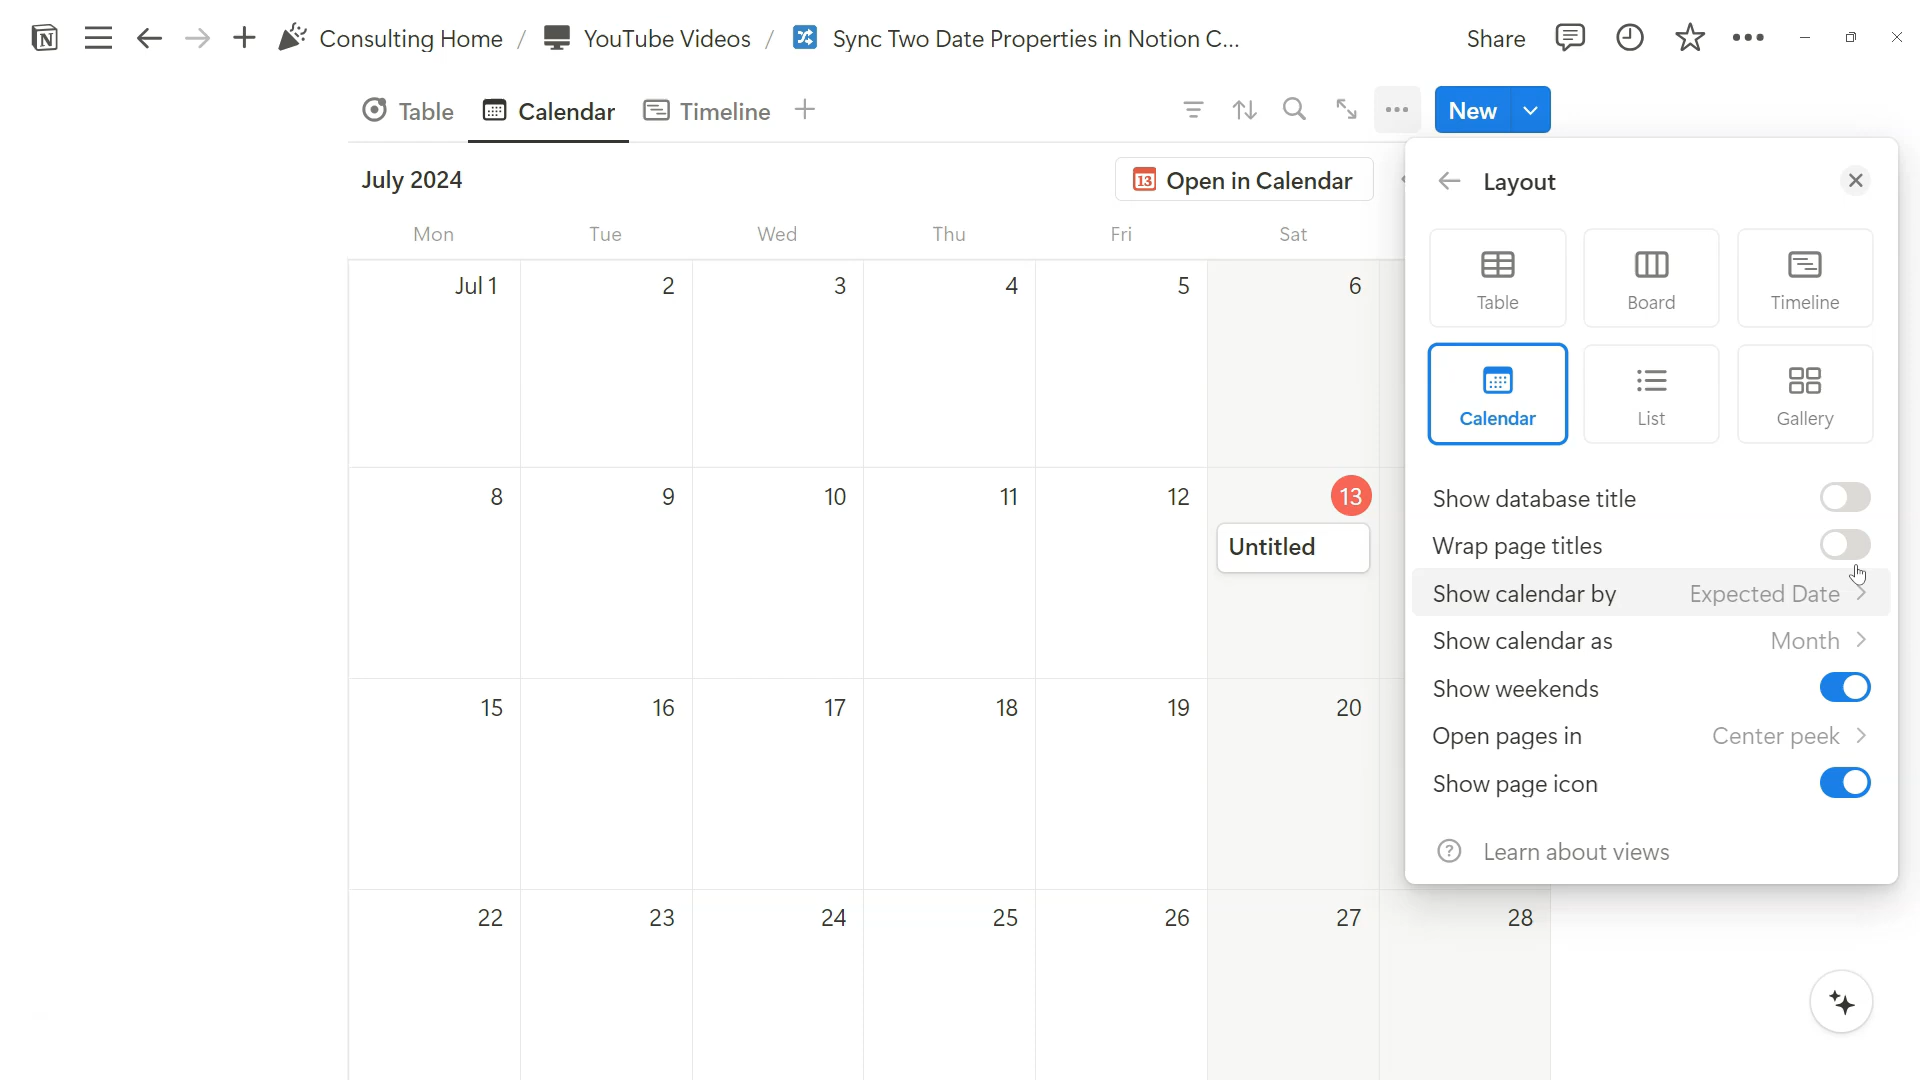 Consulting Home / YouTube Videos / Sync Two Date Properties in Notion C...
Share
Table Calendar Timeline
New
July 2024
Open in Calendar
Mon Tue Wed Thu Fri Sat
Jul 1 2 3 4 5 6
8 9 10 11 12 13
Untitled
15 16 17 18 19 20
22 23 24 25 26 27 28
Layout
Table Board Timeline
Calendar List Gallery
Show database title
Wrap page titles
Show calendar by Expected Date
Show calendar as Month
Show weekends
Open pages in Center peek
Show page icon
Learn about views